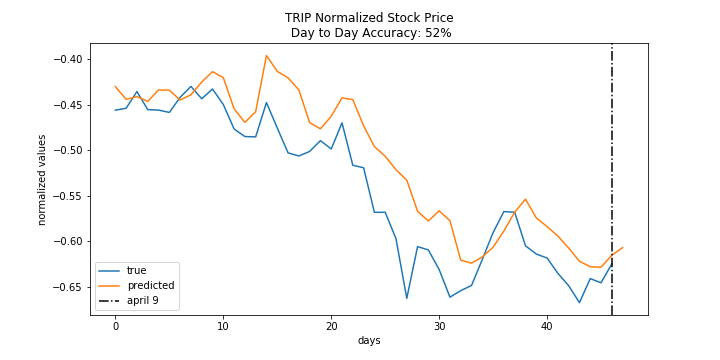 TRIP Normalized Stock Price
Day to Day Accuracy: 52%
−0.40
−0.45
−0.50
−0.55
−0.60
−0.65
normalized values
true
predicted
april 9
0
10
20
30
40
days